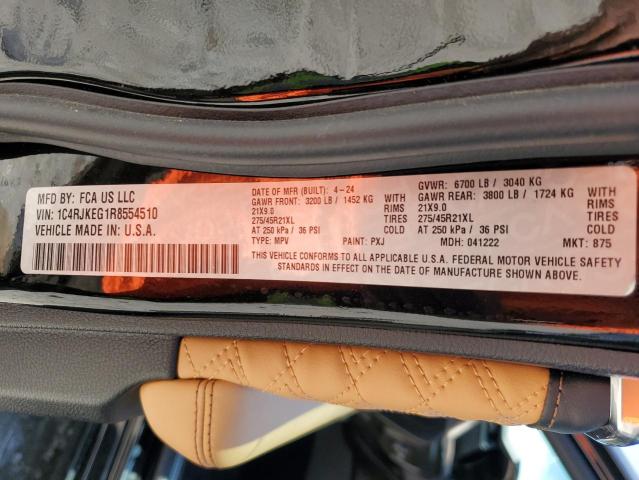 MFD BY: FCA US LLC
VIN: 1C4RJKEG1R8554510
VEHICLE MADE IN: U.S.A.
DATE OF MFR (BUILT): 4-24 GVWR: 6700 LB / 3040 KG
GAWR FRONT: 3200 LB / 1452 KG WITH GAWR REAR: 3800 LB / 1724 KG WITH
21X9.0 RIMS 21X9.0 RIMS
275/45R21XL TIRES 275/45R21XL TIRES
AT 250 kPa / 36 PSI COLD AT 250 kPa / 36 PSI COLD
TYPE: MPV PAINT: PXJ MDH: 041222 MKT: 875
THIS VEHICLE CONFORMS TO ALL APPLICABLE U.S.A. FEDERAL MOTOR VEHICLE SAFETY
STANDARDS IN EFFECT ON THE DATE OF MANUFACTURE SHOWN ABOVE.